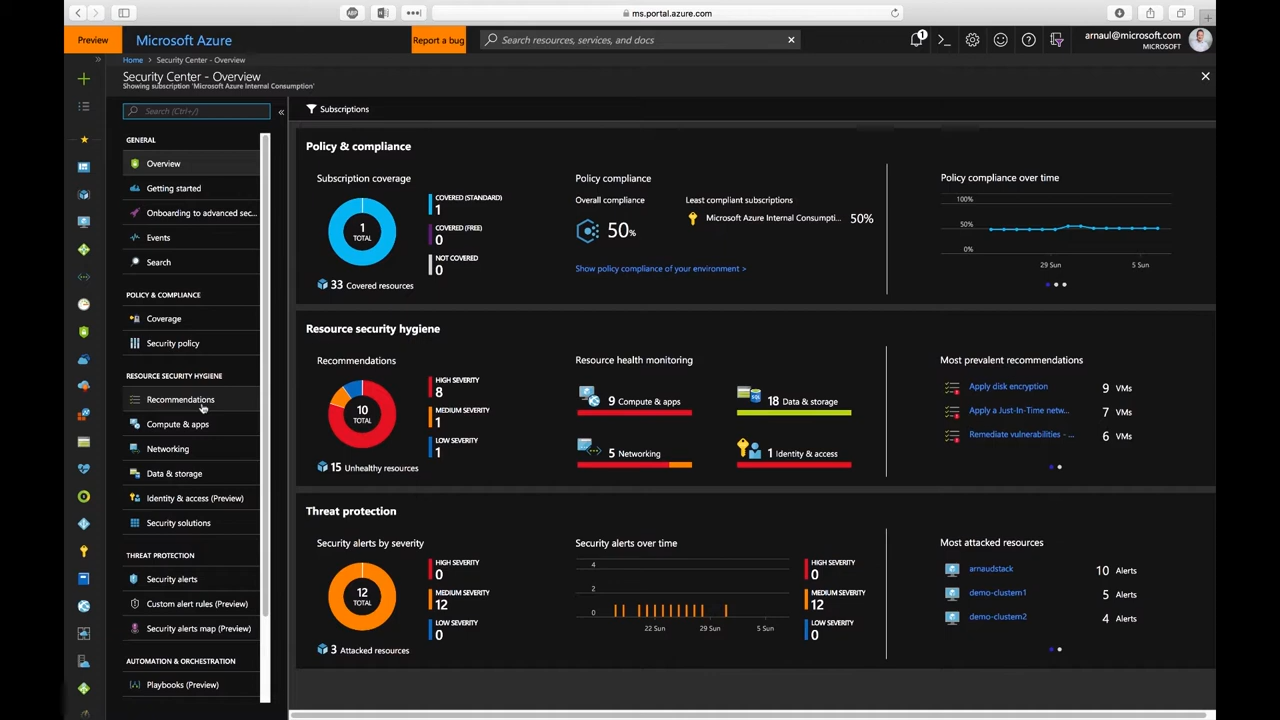 ms.portal.azure.com
Preview
Microsoft Azure
Report a bug
Search resources, services, and docs
1
arnaul@microsoft.com
MICROSOFT
Home > Security Center - Overview
Security Center - Overview
Showing subscription 'Microsoft Azure Internal Consumption'
Search (Ctrl+/)
GENERAL
Overview
Getting started
Onboarding to advanced sec...
Events
Search
POLICY & COMPLIANCE
Coverage
Security policy
RESOURCE SECURITY HYGIENE
Recommendations
Compute & apps
Networking
Data & storage
Identity & access (Preview)
Security solutions
THREAT PROTECTION
Security alerts
Custom alert rules (Preview)
Security alerts map (Preview)
AUTOMATION & ORCHESTRATION
Playbooks (Preview)
Subscriptions
Policy & compliance
Subscription coverage
1
TOTAL
COVERED (STANDARD)
1
COVERED (FREE)
0
NOT COVERED
0
33 Covered resources
Policy compliance
Overall compliance
50%
Least compliant subscriptions
Microsoft Azure Internal Consumpti... 50%
Show policy compliance of your environment >
Policy compliance over time
100%
50%
0%
29 Sun 5 Sun
Resource security hygiene
Recommendations
10
TOTAL
HIGH SEVERITY
8
MEDIUM SEVERITY
1
LOW SEVERITY
1
15 Unhealthy resources
Resource health monitoring
9 Compute & apps
18 Data & storage
5 Networking
1 Identity & access
Most prevalent recommendations
Apply disk encryption 9 VMs
Apply a Just-In-Time netw... 7 VMs
Remediate vulnerabilities - ... 6 VMs
Threat protection
Security alerts by severity
12
TOTAL
HIGH SEVERITY
0
MEDIUM SEVERITY
12
LOW SEVERITY
0
3 Attacked resources
Security alerts over time
4
2
0
22 Sun 29 Sun 5 Sun
HIGH SEVERITY
0
MEDIUM SEVERITY
12
LOW SEVERITY
0
Most attacked resources
arnaudstack 10 Alerts
demo-clustem1 5 Alerts
demo-clustem2 4 Alerts